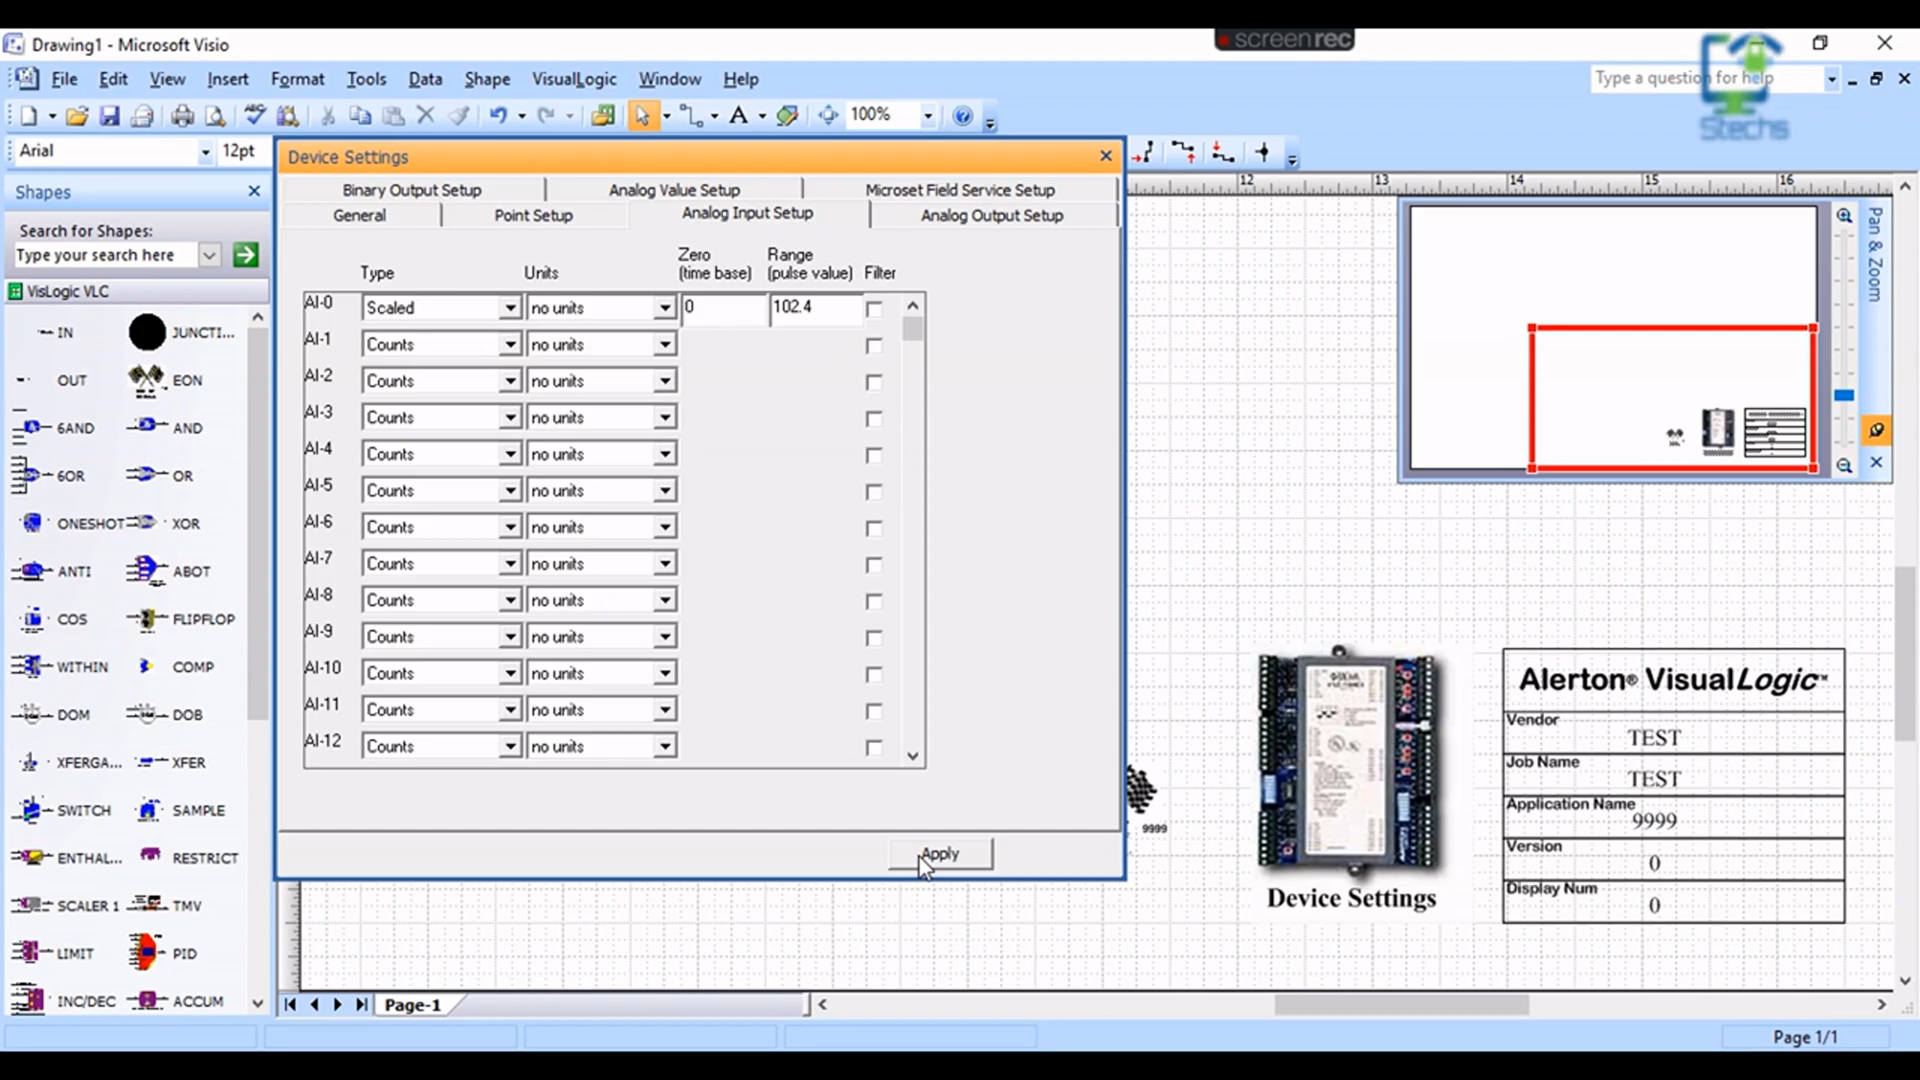 screenrec
Drawing1 - Microsoft Visio
File Edit View Insert Format Tools Data Shape VisualLogic Window Help
Type a question for help
Stechs
100%
Arial 12pt
Device Settings
Shapes
Search for Shapes:
Type your search here
VisLogic VLC
IN JUNCTI...
OUT EON
6AND AND
6OR OR
ONESHOT XOR
ANTI ABOT
COS FLIPFLOP
WITHIN COMP
DOM DOB
XFERGA... XFER
SWITCH SAMPLE
ENTHAL... RESTRICT
SCALER 1 TMV
LIMIT PID
INC/DEC ACCUM
Binary Output Setup Analog Value Setup Microset Field Service Setup
General Point Setup Analog Input Setup Analog Output Setup
Type Units Zero (time base) Range (pulse value) Filter
AI-0 Scaled no units 0 102.4
AI-1 Counts no units
AI-2 Counts no units
AI-3 Counts no units
AI-4 Counts no units
AI-5 Counts no units
AI-6 Counts no units
AI-7 Counts no units
AI-8 Counts no units
AI-9 Counts no units
AI-10 Counts no units
AI-11 Counts no units
AI-12 Counts no units
Apply
12 13 14 15 16
Pan & Zoom
9999
Device Settings
Alerton® VisualLogic™
Vendor
TEST
Job Name
TEST
Application Name
9999
Version
0
Display Num
0
Page-1
Page 1/1